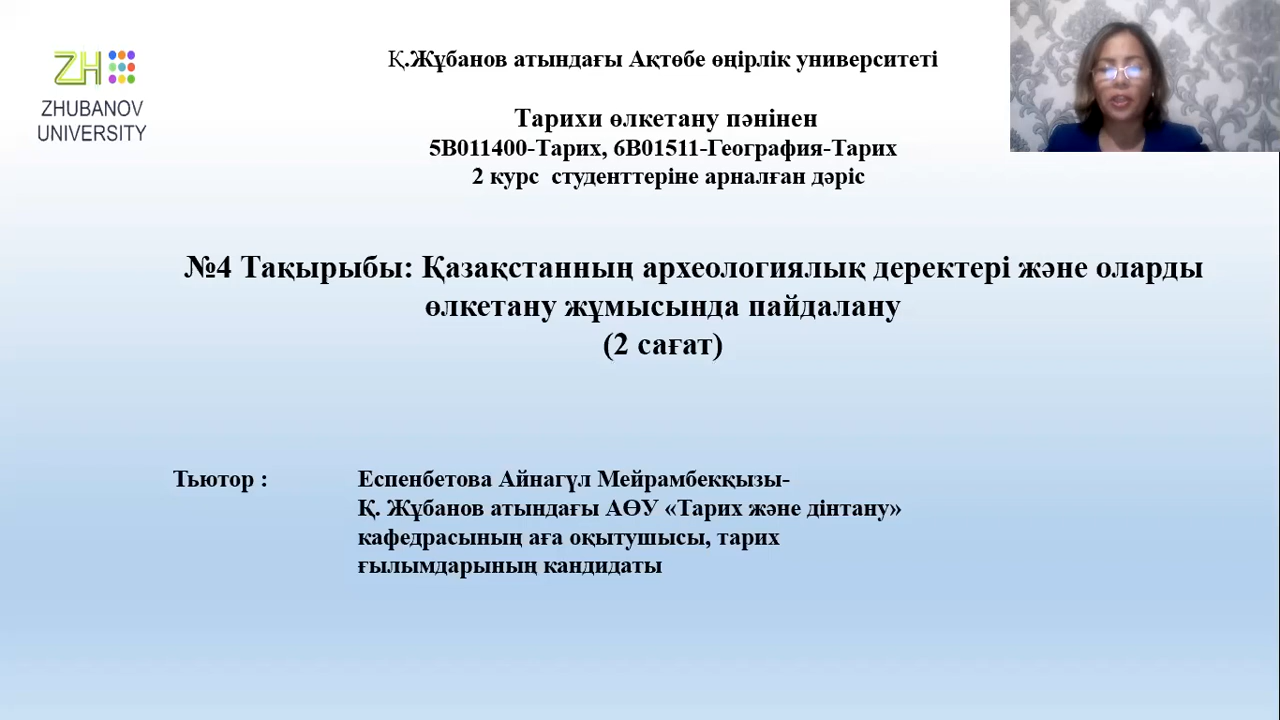 ZH
ZHUBANOV
UNIVERSITY
Қ.Жұбанов атындағы Ақтөбе өңірлік университеті
Тарихи өлкетану пәнінен
5В011400-Тарих, 6В01511-География-Тарих
2 курс студенттеріне арналған дәріс
№4 Тақырыбы: Қазақстанның археологиялық деректері және оларды
өлкетану жұмысында пайдалану
(2 сағат)
Тьютор :
Еспенбетова Айнагүл Мейрамбекқызы-
Қ. Жұбанов атындағы АӨУ «Тарих және дінтану»
кафедрасының аға оқытушысы, тарих
ғылымдарының кандидаты